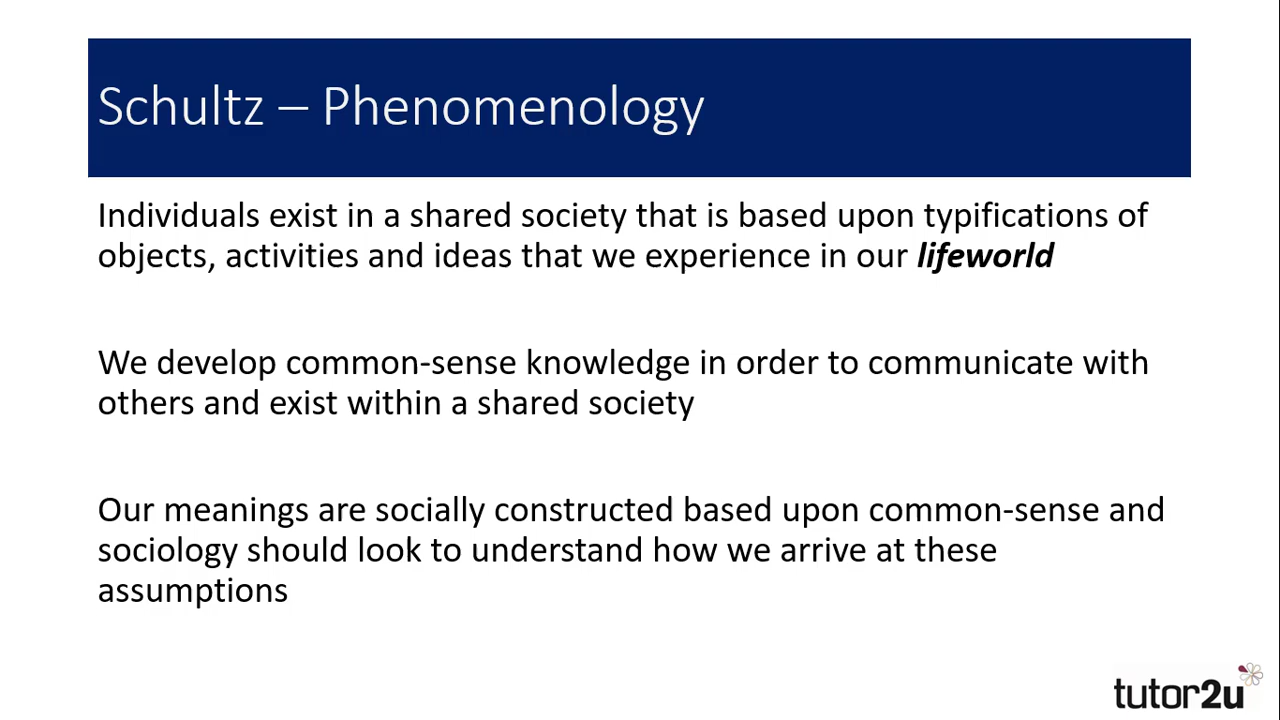 Schultz – Phenomenology
Individuals exist in a shared society that is based upon typifications of
objects, activities and ideas that we experience in our lifeworld
We develop common-sense knowledge in order to communicate with
others and exist within a shared society
Our meanings are socially constructed based upon common-sense and
sociology should look to understand how we arrive at these
assumptions
tutor2u